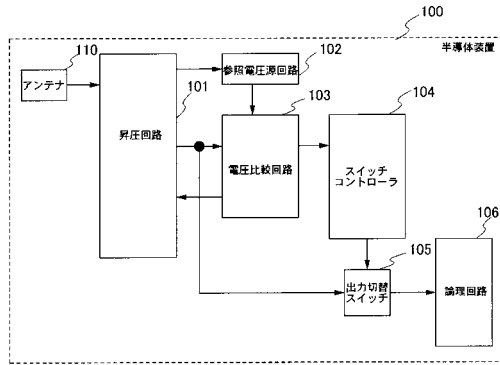 100
半導体装置
110
アンテナ
昇圧回路
101
102
参照電圧源回路
103
電圧比較回路
104
スイッチ
コントローラ
105
出力切替
スイッチ
106
論理回路